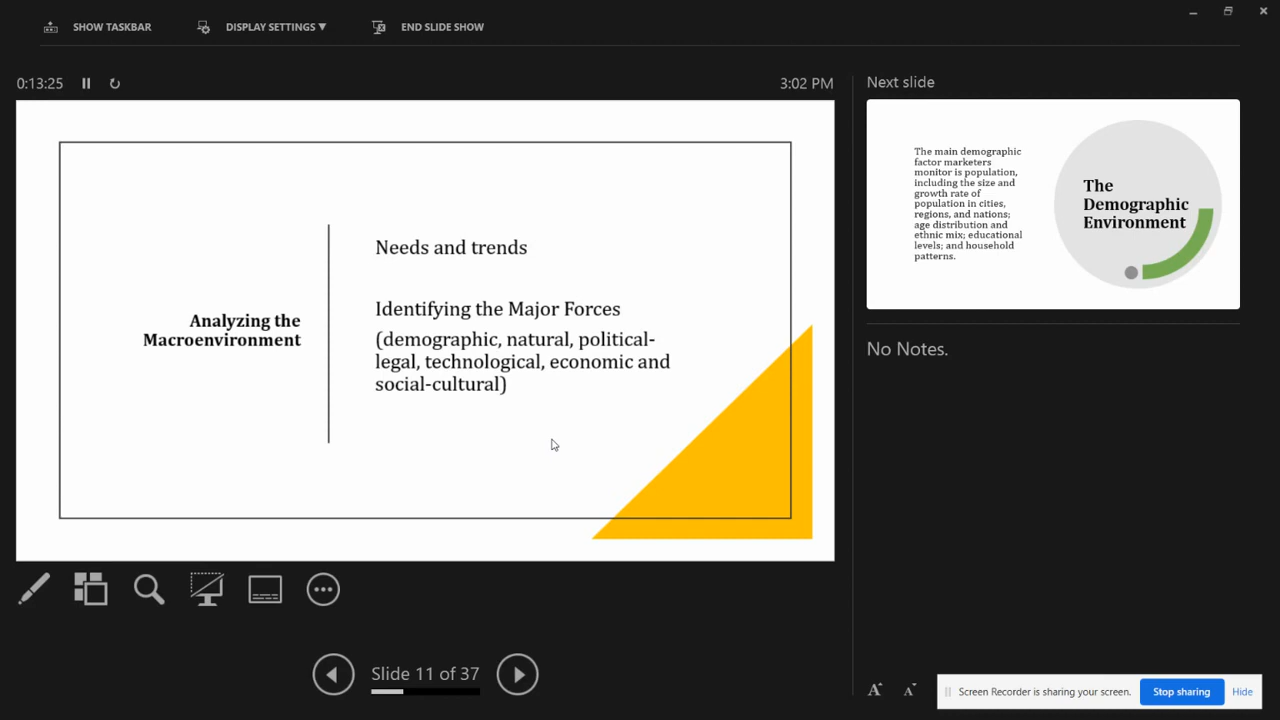 SHOW TASKBAR
DISPLAY SETTINGS ▼
END SLIDE SHOW
0:13:25
3:02 PM
Analyzing the
Macroenvironment
Needs and trends
Identifying the Major Forces
(demographic, natural, political-
legal, technological, economic and
social-cultural)
Slide 11 of 37
Next slide
The main demographic
factor marketers
monitor is population,
including the size and
growth rate of
population in cities,
regions, and nations;
age distribution and
ethnic mix; educational
levels; and household
patterns.
The
Demographic
Environment
No Notes.
A A
Screen Recorder is sharing your screen.
Stop sharing
Hide